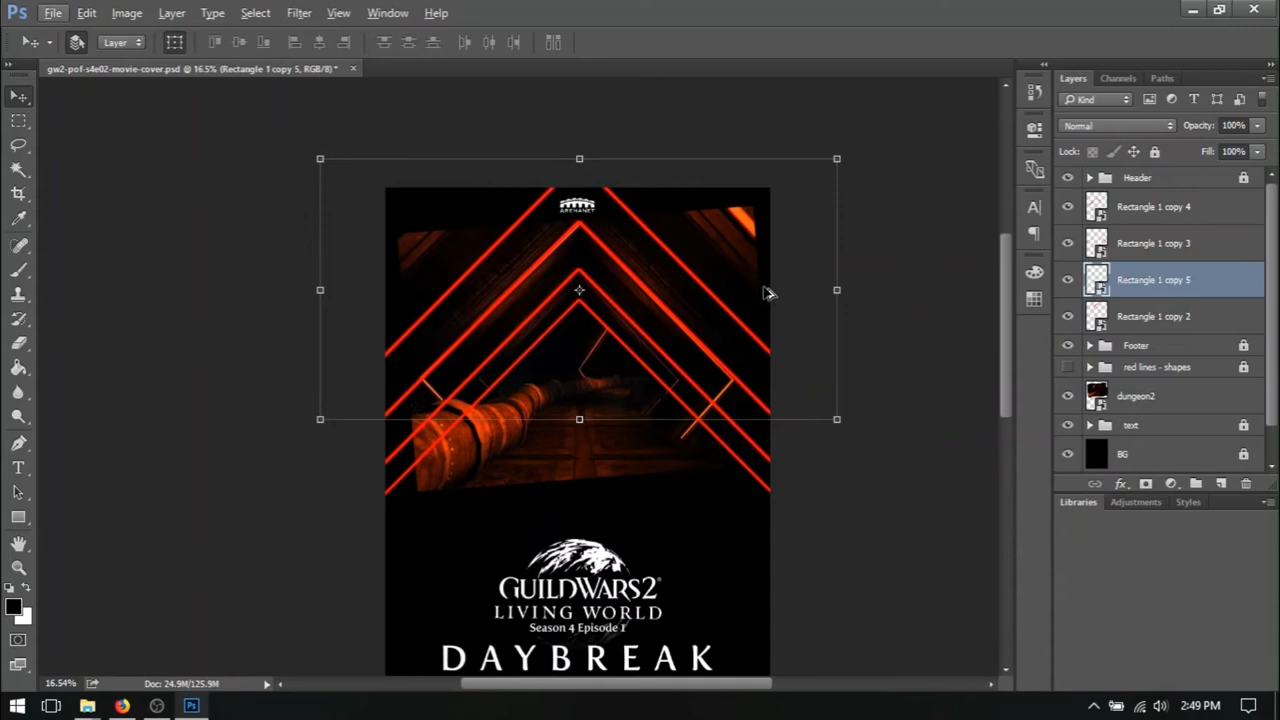 Ps File Edit Image Layer Type Select Filter View Window Help
Layer
gw2-pof-s4e02-movie-cover.psd @ 16.5% (Rectangle 1 copy 5, RGB/8) *
Layers Channels Paths
Kind
Normal Opacity: 100%
Lock: Fill: 100%
Header
Rectangle 1 copy 4
Rectangle 1 copy 3
Rectangle 1 copy 5
Rectangle 1 copy 2
Footer
red lines - shapes
dungeon2
text
BG
Libraries Adjustments Styles
ARENANET
GUILDWARS2
LIVING WORLD
Season 4 Episode 1
DAYBREAK
16.54% Doc: 24.9M/125.9M
Ps 2:49 PM